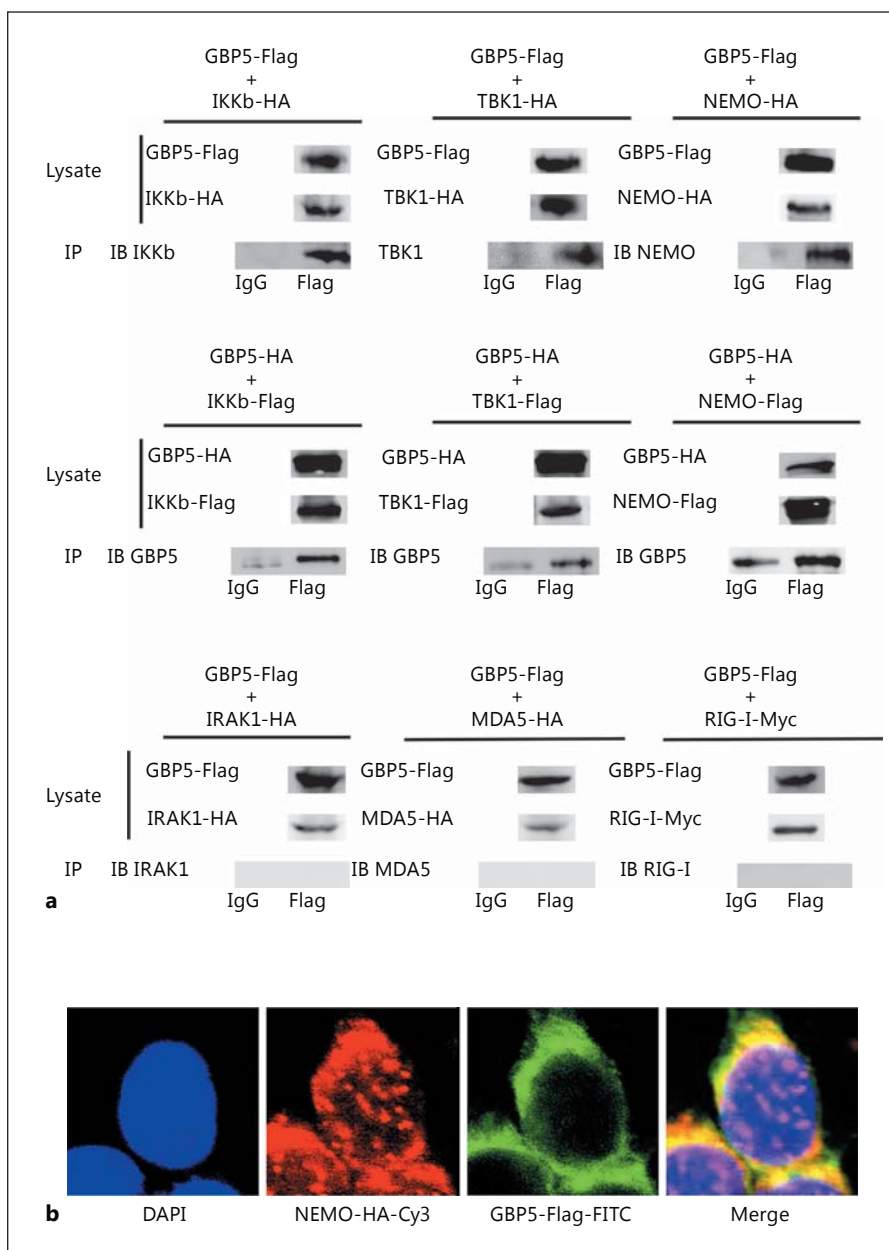 GBP5-Flag + IKKb-HA
GBP5-Flag + TBK1-HA
GBP5-Flag + NEMO-HA
Lysate
GBP5-Flag GBP5-Flag GBP5-Flag
IKKb-HA TBK1-HA NEMO-HA
IP IB IKKb TBK1 IB NEMO
IgG Flag IgG Flag IgG Flag
GBP5-HA + IKKb-Flag
GBP5-HA + TBK1-Flag
GBP5-HA + NEMO-Flag
Lysate
GBP5-HA GBP5-HA GBP5-HA
IKKb-Flag TBK1-Flag NEMO-Flag
IP IB GBP5 IB GBP5 IB GBP5
IgG Flag IgG Flag IgG Flag
GBP5-Flag + IRAK1-HA
GBP5-Flag + MDA5-HA
GBP5-Flag + RIG-I-Myc
Lysate
GBP5-Flag GBP5-Flag GBP5-Flag
IRAK1-HA MDA5-HA RIG-I-Myc
IP IB IRAK1 IB MDA5 IB RIG-I
IgG Flag IgG Flag IgG Flag
a
b DAPI NEMO-HA-Cy3 GBP5-Flag-FITC Merge